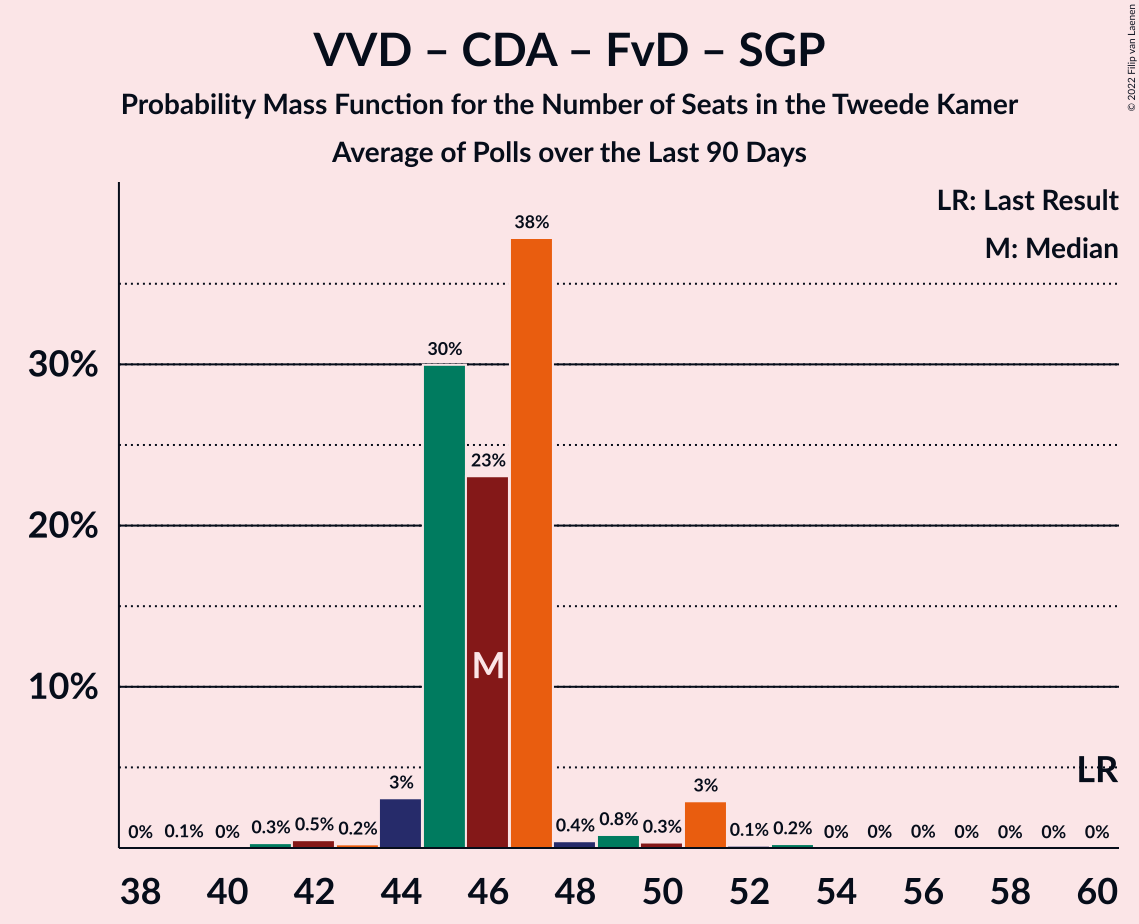 VVD – CDA – FvD – SGP
Probability Mass Function for the Number of Seats in the Tweede Kamer
Average of Polls over the Last 90 Days
© 2022 Filip van Laenen
LR: Last Result
M: Median
30%
20%
10%
0% 0.1% 0% 0.3% 0.5% 0.2% 3% 30% 23% 38% 0.4% 0.8% 0.3% 3% 0.1% 0.2% 0% 0% 0% 0% 0% 0% 0%
M
LR
38 40 42 44 46 48 50 52 54 56 58 60